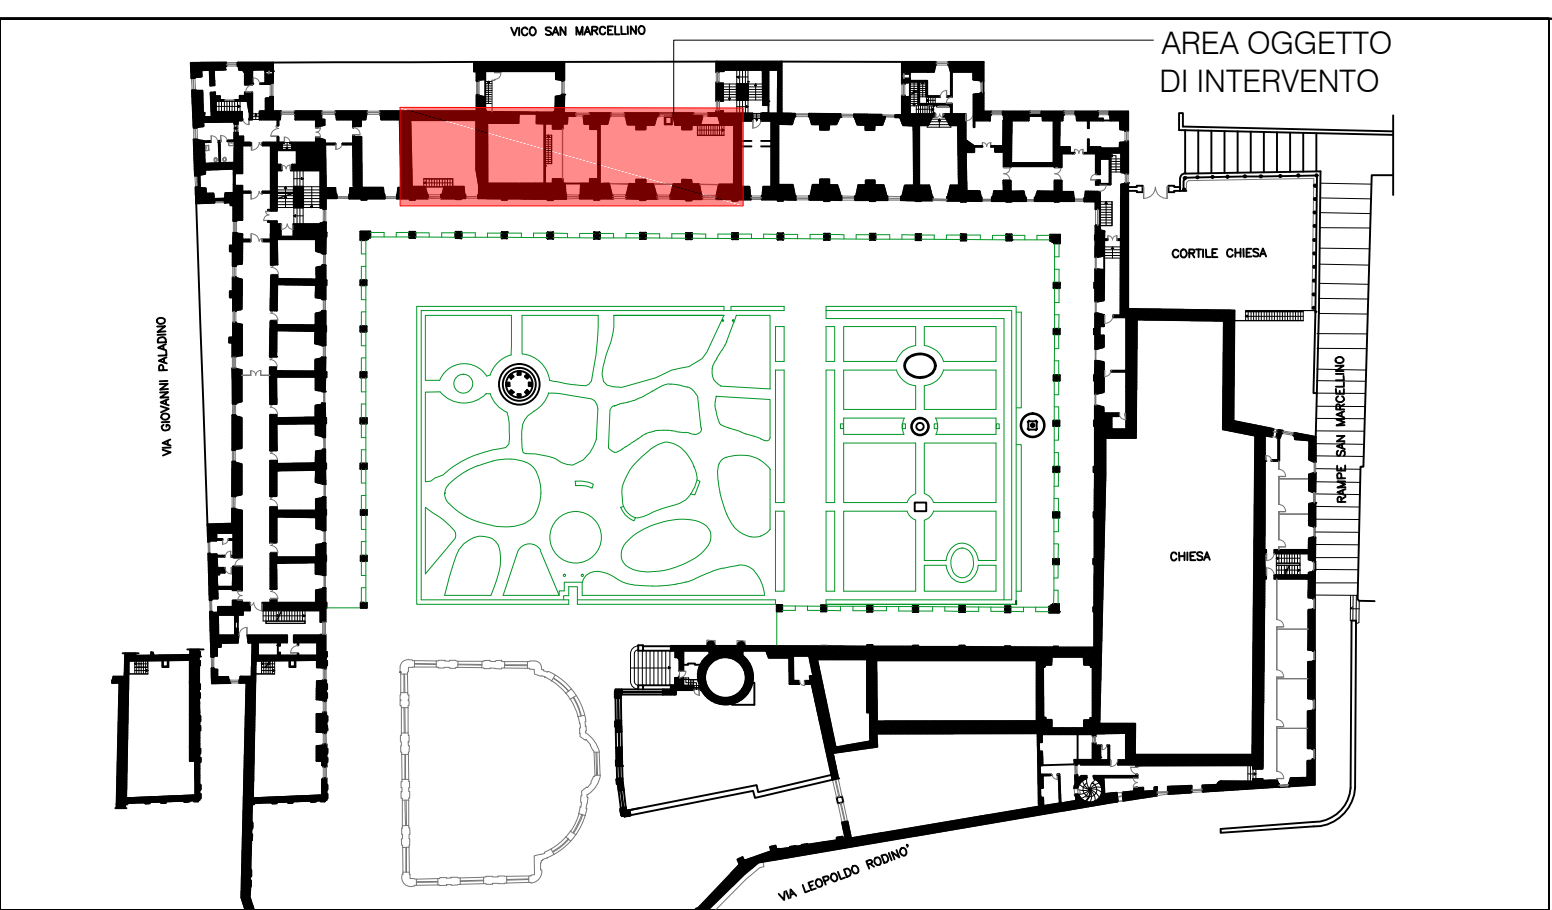 VICO SAN MARCELLINO
AREA OGGETTO
DI INTERVENTO
CORTILE CHIESA
VIA GIOVANNI PALADINO
RAMPE SAN MARCELLINO
CHIESA
VIA LEOPOLDO RODINO'